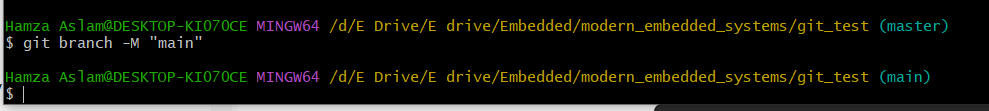 Hamza Aslam@DESKTOP-KIO7OCE MINGW64 /d/E Drive/E drive/Embedded/modern_embedded_systems/git_test (master)
$ git branch -M "main"
Hamza Aslam@DESKTOP-KIO7OCE MINGW64 /d/E Drive/E drive/Embedded/modern_embedded_systems/git_test (main)
$